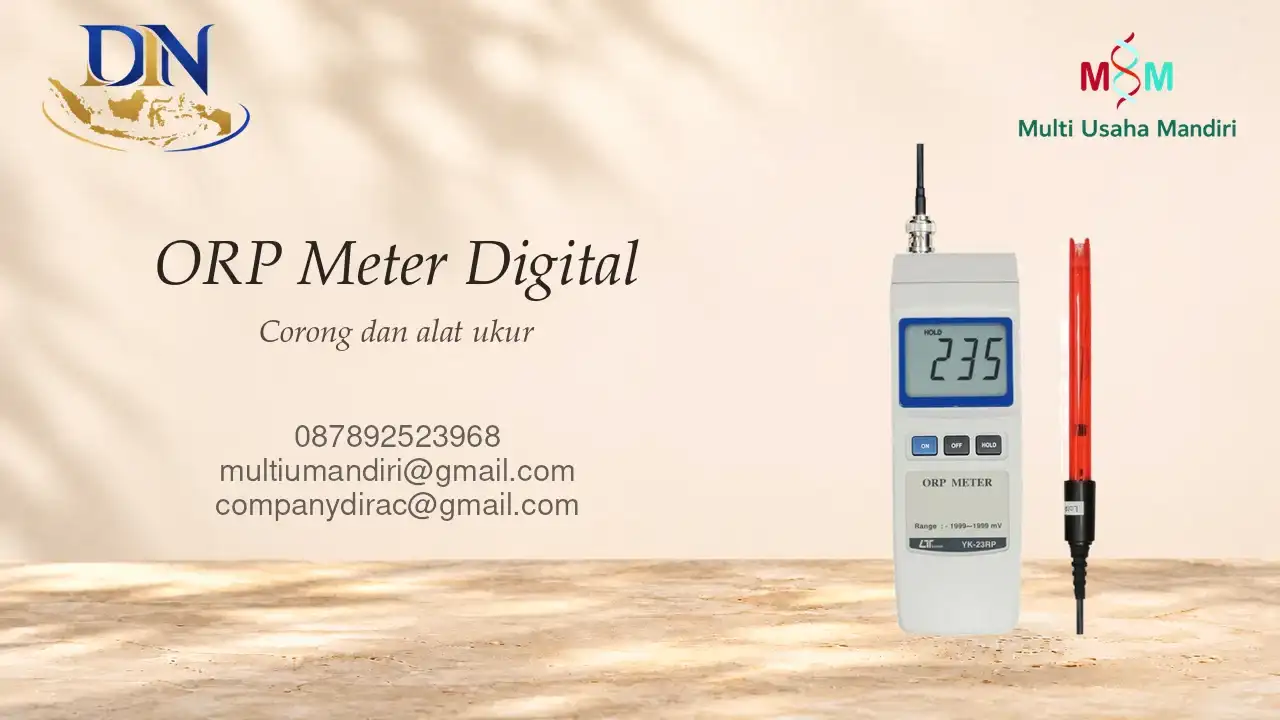 DN
M M
Multi Usaha Mandiri
ORP Meter Digital
Corong dan alat ukur
087892523968
multiumandiri@gmail.com
companydirac@gmail.com
HOLD
235
ON OFF HOLD
ORP METER
Range : - 1999—1999 mV
YK-23RP